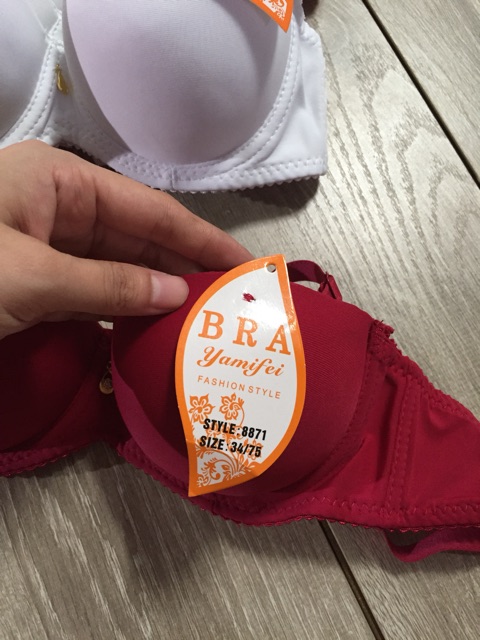 BRA
Yamifei
FASHION STYLE
STYLE:8871
SIZE:34/75